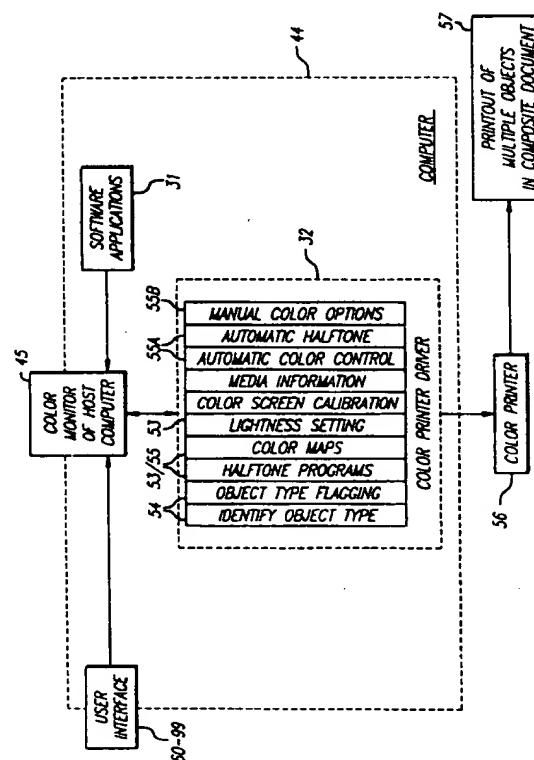 60-99
USER
INTERFACE
45
COLOR
MONITOR
OF HOST
COMPUTER
31
SOFTWARE
APPLICATIONS
44
COMPUTER
32
54
53/55
53
55A
55B
IDENTIFY OBJECT TYPE
OBJECT TYPE FLAGGING
HALFTONE PROGRAMS
COLOR MAPS
LIGHTNESS SETTING
COLOR SCREEN CALIBRATION
MEDIA INFORMATION
AUTOMATIC COLOR CONTROL
AUTOMATIC HALFTONE
MANUAL COLOR OPTIONS
COLOR PRINTER DRIVER
COLOR PRINTER
56
57
PRINTOUT OF
MULTIPLE OBJECTS
IN COMPOSITE DOCUMENT